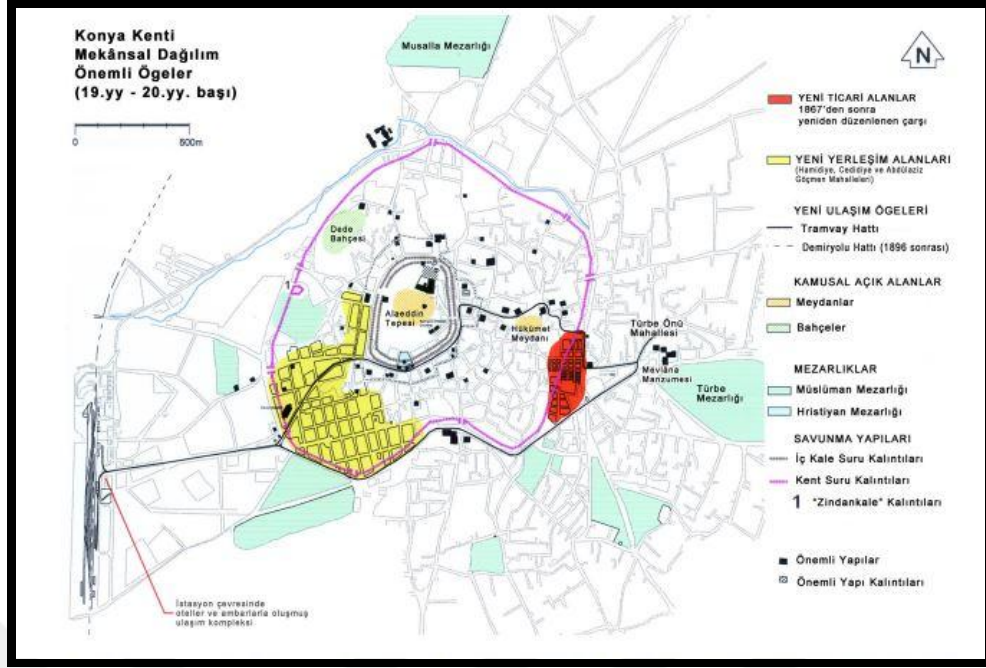 Konya Kenti
Mekânsal Dağılım
Önemli Ögeler
(19.yy - 20.yy. başı)
0 500m
Musalla Mezarlığı
N
YENİ TİCARİ ALANLAR
1867'den sonra
yeniden düzenlenen çarşı
YENİ YERLEŞİM ALANLARI
(Hamidiye, Cedidiye ve Abdülaziz
Göçmen Mahalleleri)
YENİ ULAŞIM ÖGELERİ
Tramvay Hattı
Demiryolu Hattı (1896 sonrası)
KAMUSAL AÇIK ALANLAR
Meydanlar
Bahçeler
MEZARLIKLAR
Müslüman Mezarlığı
Hristiyan Mezarlığı
SAVUNMA YAPILARI
İç Kale Suru Kalıntıları
Kent Suru Kalıntıları
1 "Zindankale" Kalıntıları
Önemli Yapılar
Önemli Yapı Kalıntıları
Dede
Bahçesi
1
Alaeddin
Tepesi
Hükümet
Meydanı
Türbe Önü
Mahallesi
Mevlana
Manzumesi
Türbe
Mezarlığı
İstasyon çevresinde
oteller ve ambarlarla oluşmuş
ulaşım kompleksi